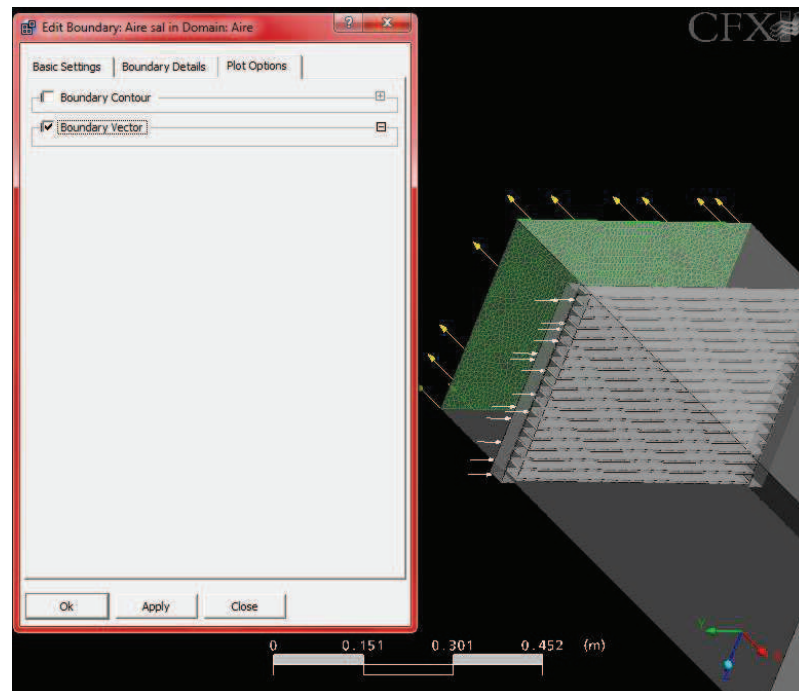 Edit Boundary: Aire sal in Domain: Aire
Basic Settings Boundary Details Plot Options
Boundary Contour
Boundary Vector
Ok Apply Close
CFX
0 0.151 0.301 0.452 (m)
Y
Z